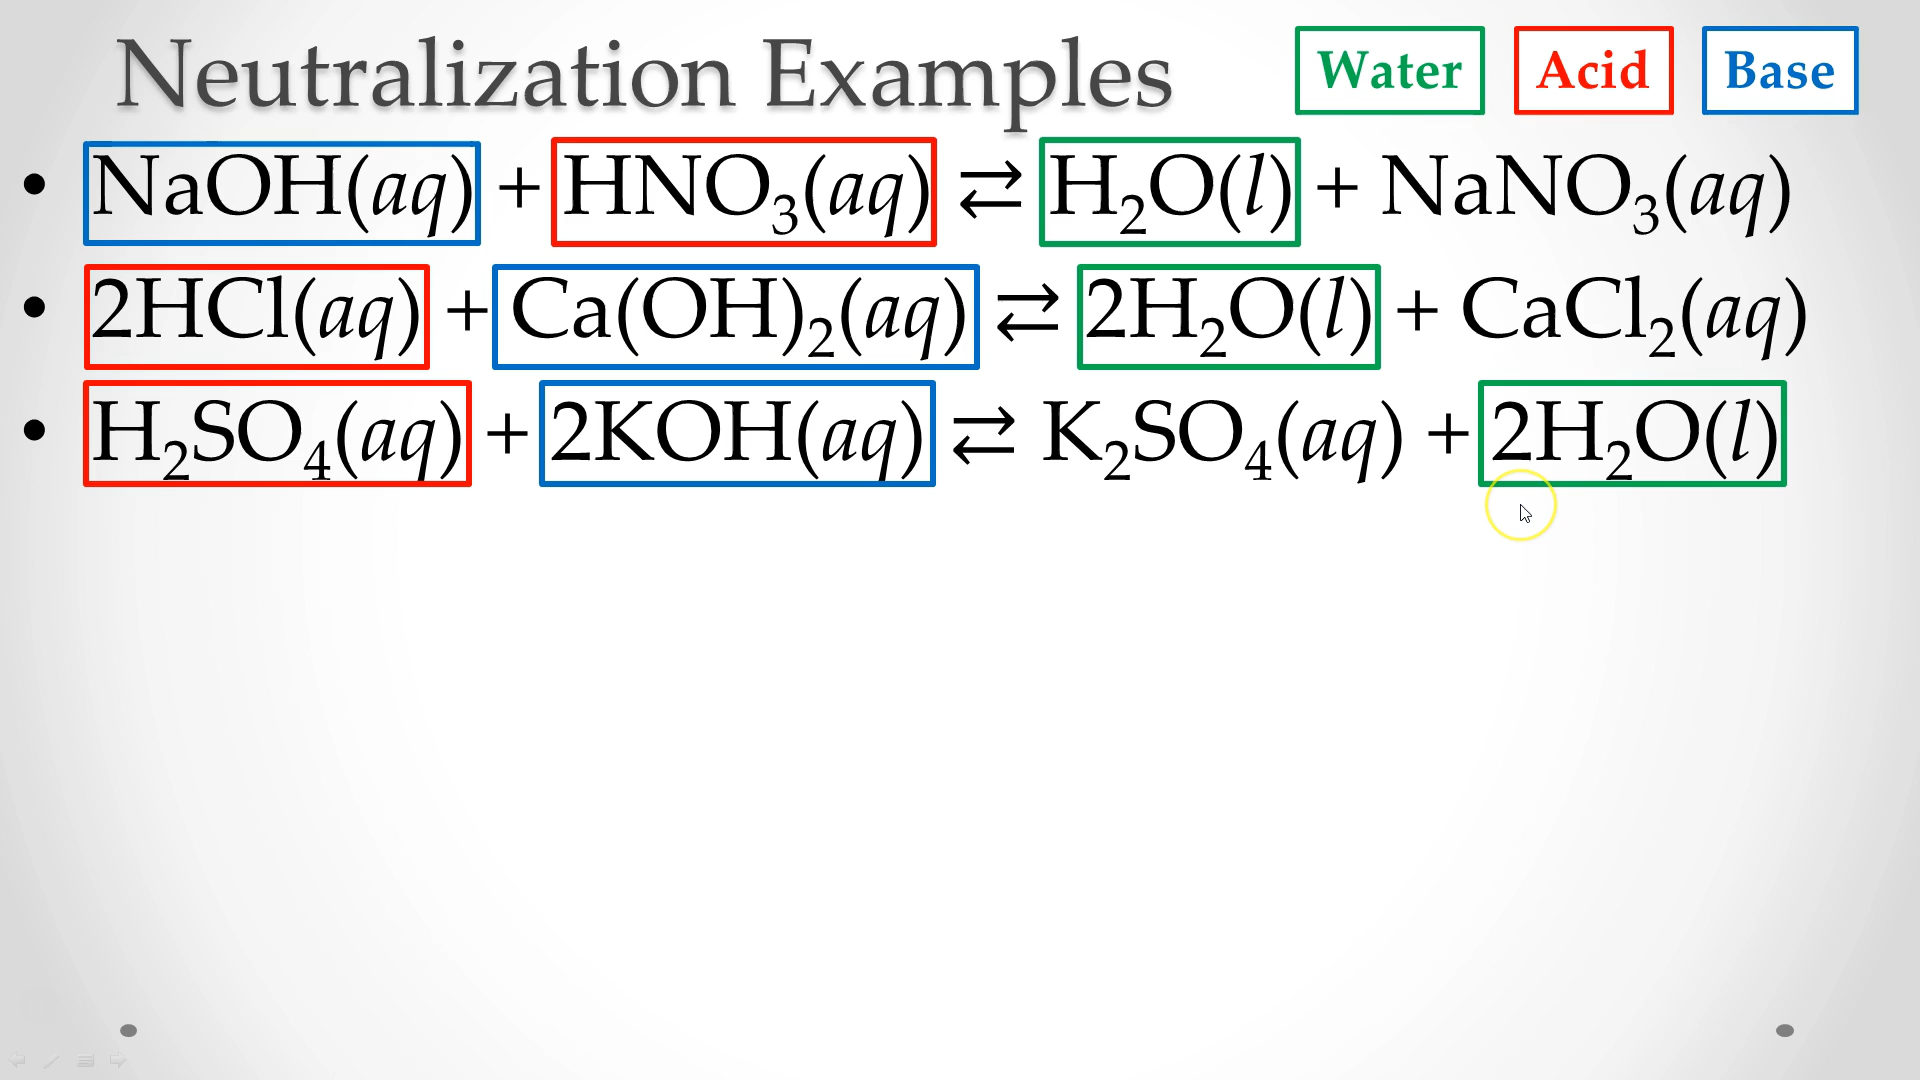 Neutralization Examples Water Acid Base
• NaOH(aq) + HNO₃(aq) ⇄ H₂O(l) + NaNO₃(aq)
• 2HCl(aq) + Ca(OH)₂(aq) ⇄ 2H₂O(l) + CaCl₂(aq)
• H₂SO₄(aq) + 2KOH(aq) ⇄ K₂SO₄(aq) + 2H₂O(l)